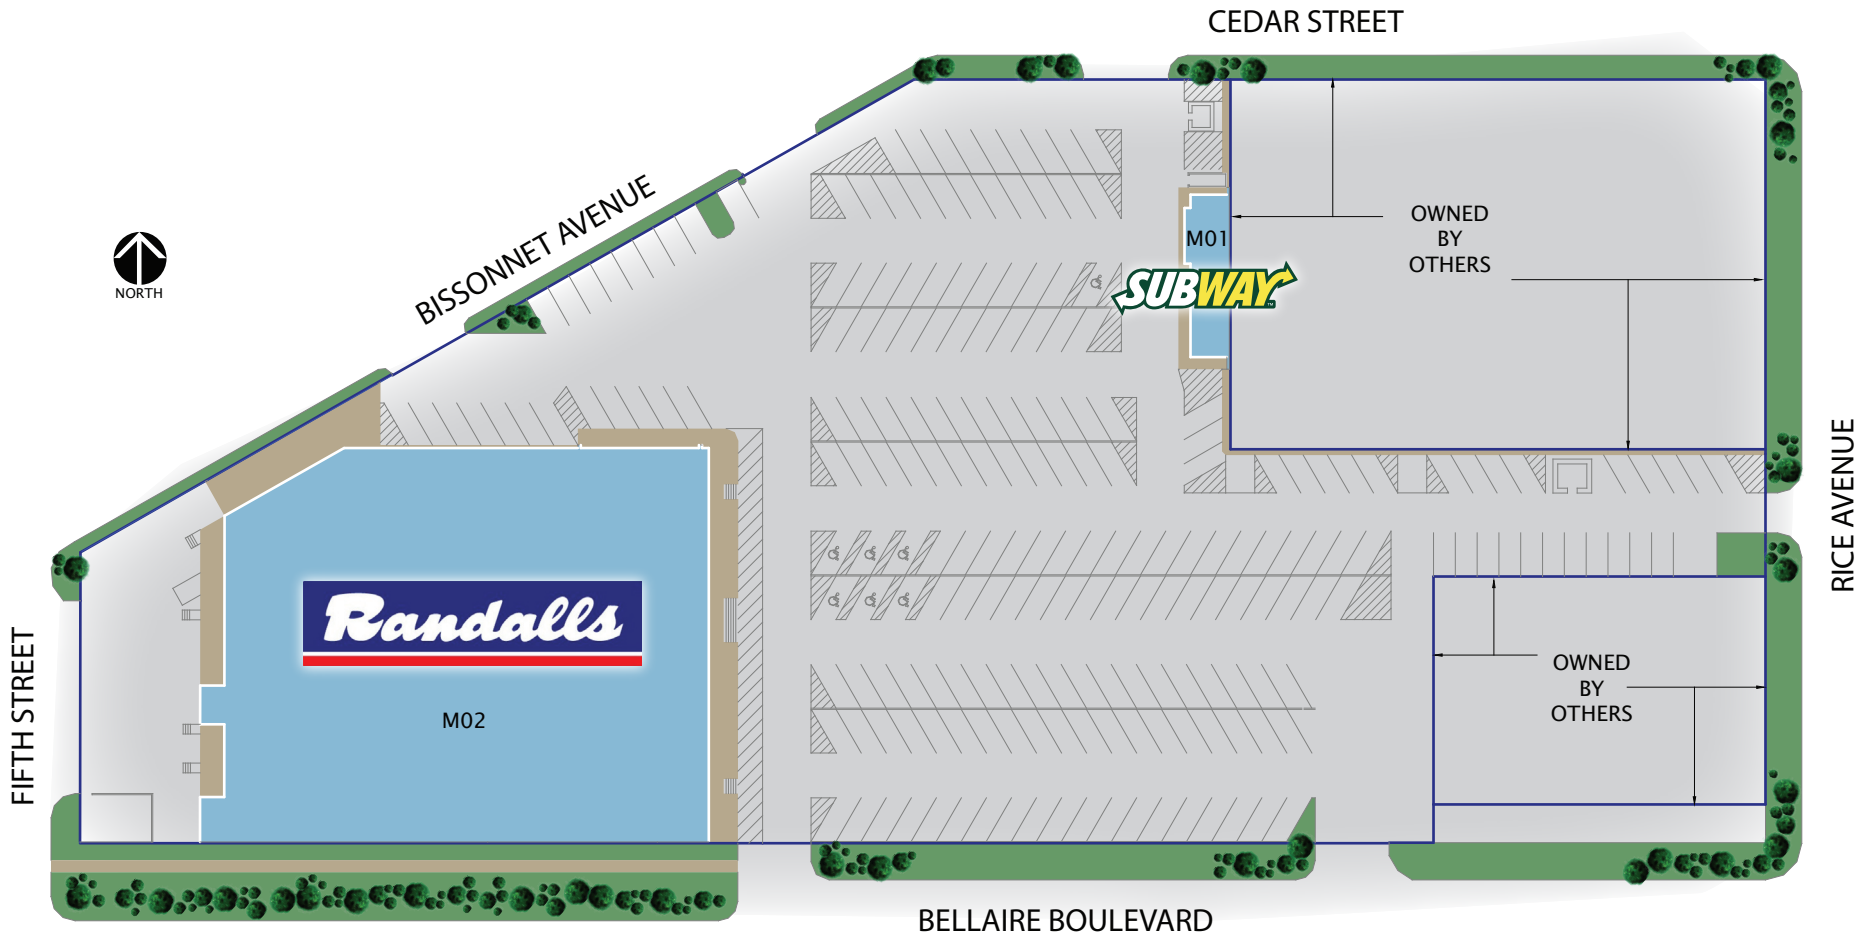 CEDAR STREET
BISSONNET AVENUE
NORTH
M01
SUBWAY
OWNED
BY
OTHERS
RICE AVENUE
Randalls
M02
OWNED
BY
OTHERS
FIFTH STREET
BELLAIRE BOULEVARD